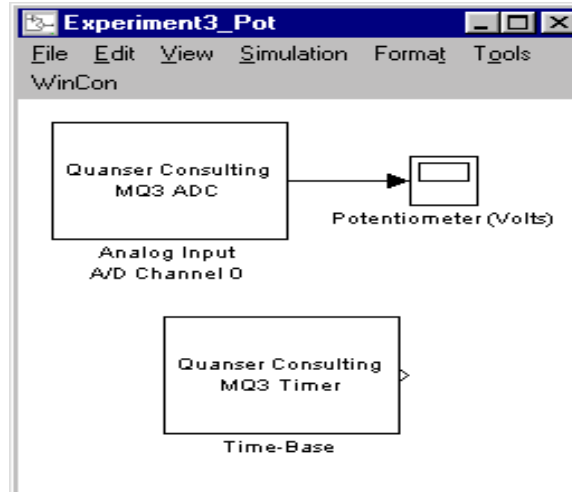 Experiment3_Pot
File Edit View Simulation Format Tools
WinCon
Quanser Consulting
MQ3 ADC
Potentiometer (Volts)
Analog Input
A/D Channel 0
Quanser Consulting
MQ3 Timer
Time-Base